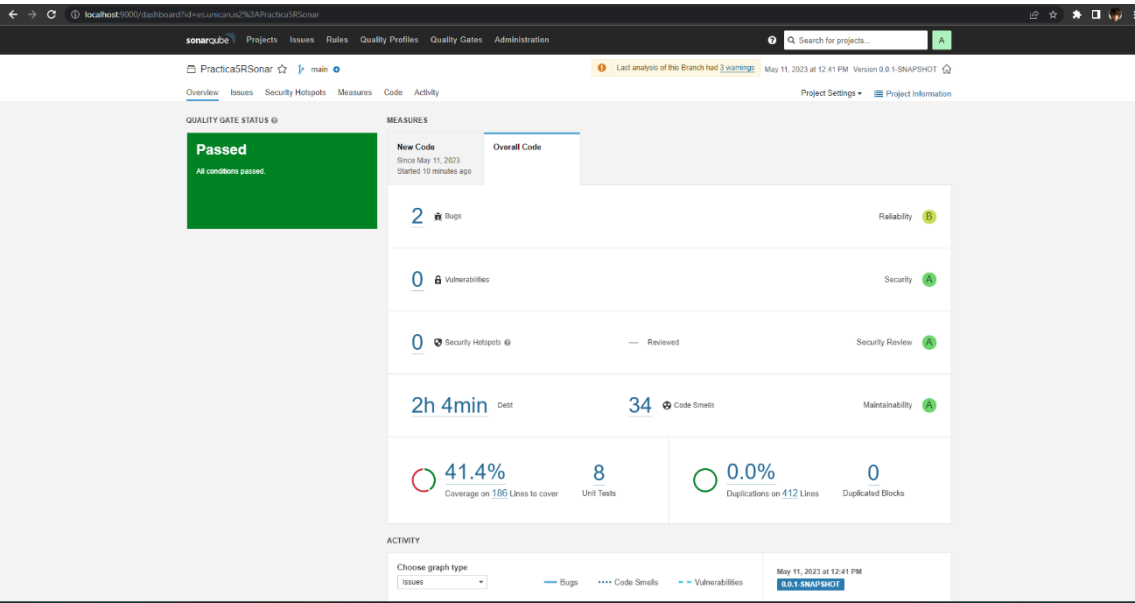 localhost:9000/dashboard?id=es.unican.is2%3APractica5RSonar
sonarqube Projects Issues Rules Quality Profiles Quality Gates Administration
Search for projects... A
Practica5RSonar main
Last analysis of this Branch had 3 warnings May 11, 2023 at 12:41 PM Version 0.0.1-SNAPSHOT
Overview Issues Security Hotspots Measures Code Activity Project Settings Project Information
QUALITY GATE STATUS MEASURES
Passed
All conditions passed.
New Code
Since May 11, 2023
Started 10 minutes ago
Overall Code
2 Bugs Reliability B
0 Vulnerabilities Security A
0 Security Hotspots — Reviewed Security Review A
2h 4min Debt 34 Code Smells Maintainability A
41.4%
Coverage on 186 Lines to cover
8
Unit Tests
0.0%
Duplications on 412 Lines
0
Duplicated Blocks
ACTIVITY
Choose graph type
Issues
Bugs Code Smells Vulnerabilities
May 11, 2023 at 12:41 PM
0.0.1-SNAPSHOT